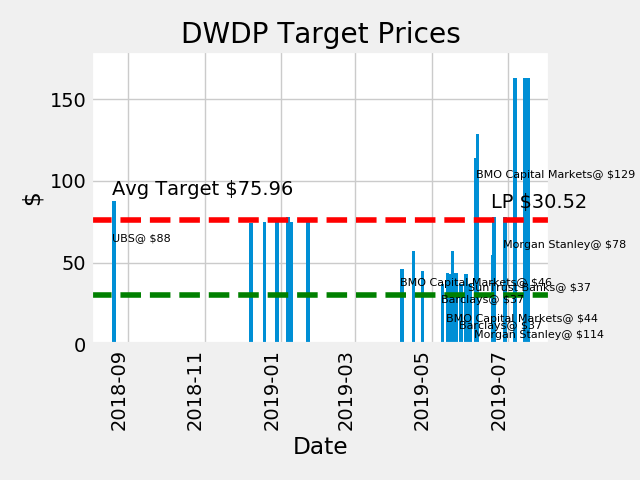 DWDP Target Prices
$
150
100
50
0
Avg Target $75.96
LP $30.52
BMO Capital Markets@ $129
UBS@ $88
Morgan Stanley@ $78
BMO Capital Markets@ $46
SunTrust Banks@ $37
Barclays@ $37
BMO Capital Markets@ $44
Barclays@ $37
Morgan Stanley@ $114
2018-09
2018-11
2019-01
2019-03
2019-05
2019-07
Date